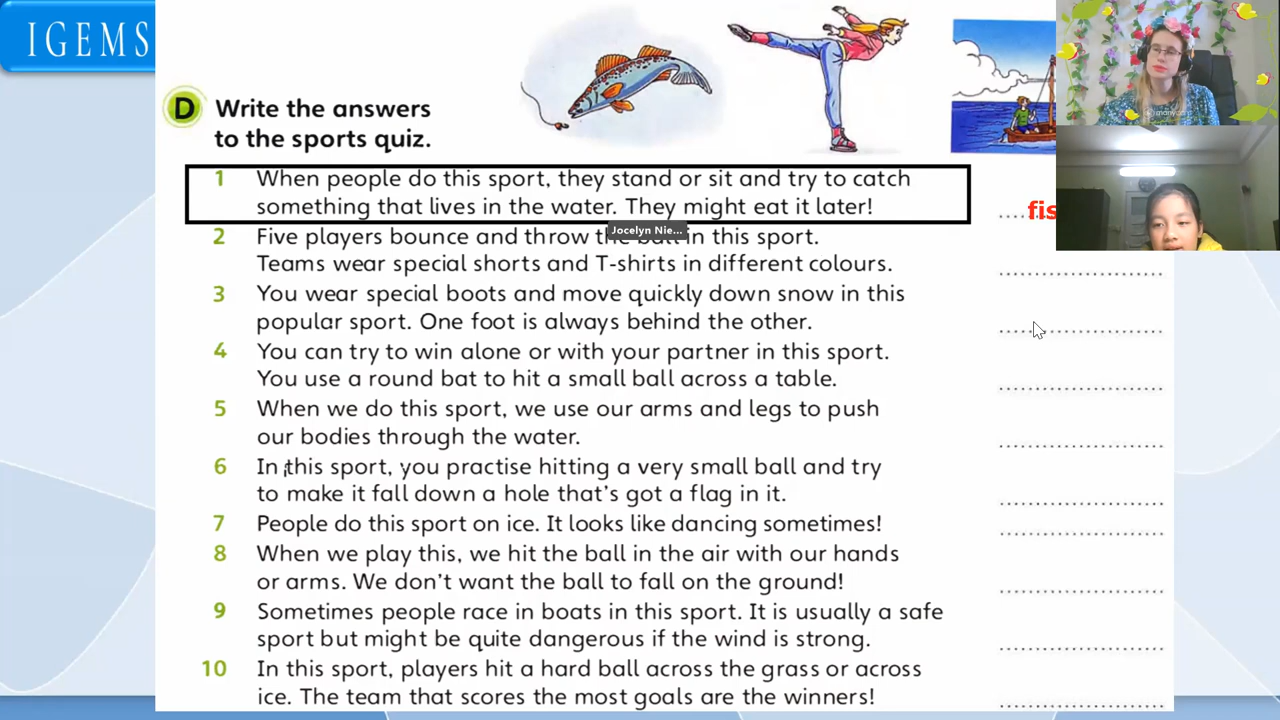 IGEMS
D Write the answers
to the sports quiz.
1 When people do this sport, they stand or sit and try to catch
something that lives in the water. They might eat it later!
fis
Jocelyn Nie...
2 Five players bounce and throw the ball in this sport.
Teams wear special shorts and T-shirts in different colours.
3 You wear special boots and move quickly down snow in this
popular sport. One foot is always behind the other.
4 You can try to win alone or with your partner in this sport.
You use a round bat to hit a small ball across a table.
5 When we do this sport, we use our arms and legs to push
our bodies through the water.
6 In this sport, you practise hitting a very small ball and try
to make it fall down a hole that's got a flag in it.
7 People do this sport on ice. It looks like dancing sometimes!
8 When we play this, we hit the ball in the air with our hands
or arms. We don't want the ball to fall on the ground!
9 Sometimes people race in boats in this sport. It is usually a safe
sport but might be quite dangerous if the wind is strong.
10 In this sport, players hit a hard ball across the grass or across
ice. The team that scores the most goals are the winners!